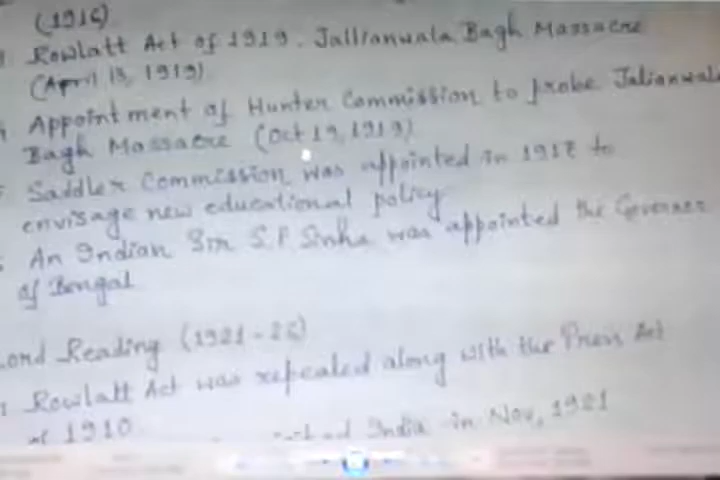 (1916)
Rowlatt Act of 1919. Jallianwala Bagh Massacre
(April 13, 1919)
Appointment of Hunter Commission to probe Jalianwala
Bagh Massacre (Oct 19, 1919)
Saddler Commission was appointed in 1917 to
envisage new educational policy
An Indian Sir S.P Sinha was appointed the Governer
of Bengal
Lord Reading (1921-26)
Rowlatt Act was repealed along with the Press Act
of 1910
India in Nov, 1921